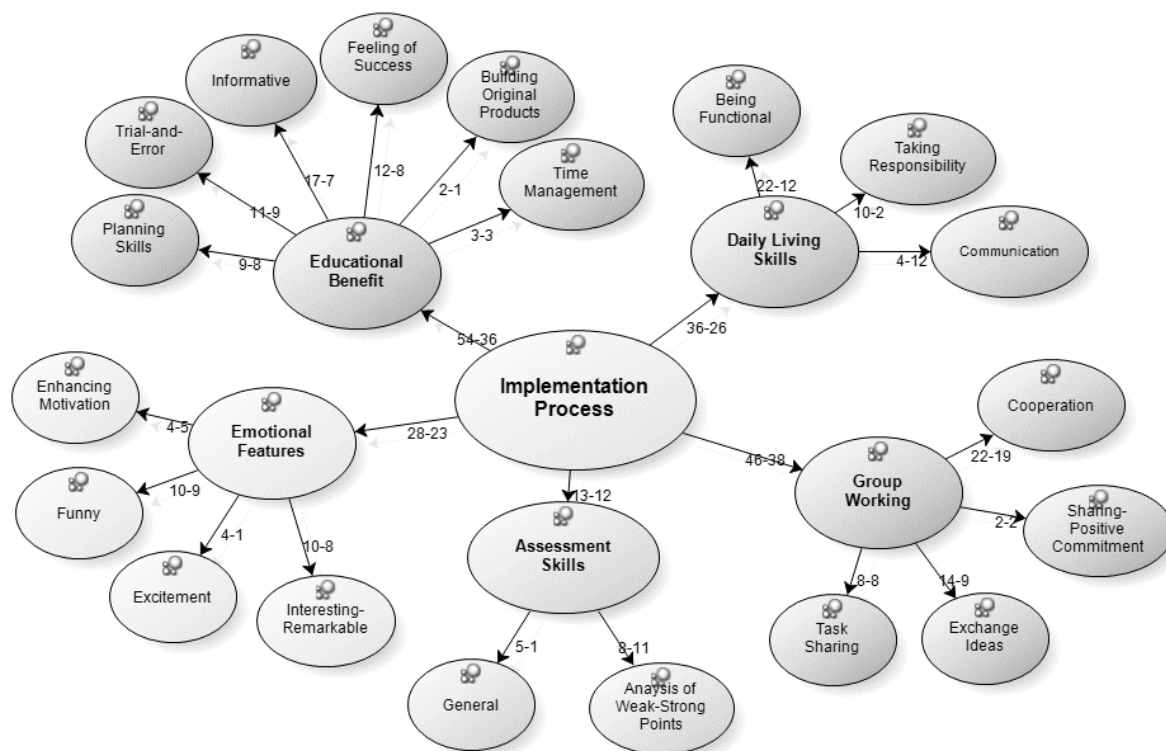 Feeling of
Success
Informative
Building
Original
Products
Trial-and-
Error
Time
Management
Planning
Skills
17-7
12-8
2-1
11-9
3-3
9-8
Educational
Benefit
54-36
Being
Functional
Taking
Responsibility
22-12
10-2
Daily Living
Skills
4-12
Communication
36-26
Implementation
Process
Enhancing
Motivation
4-5
Emotional
Features
28-23
Funny
10-9
4-1
10-8
Excitement
Interesting-
Remarkable
13-12
Assessment
Skills
5-1
8-11
General
Anaysis of
Weak-Strong
Points
46-38
Group
Working
22-19
Cooperation
2-2
Sharing-
Positive
Commitment
8-8
14-9
Task
Sharing
Exchange
Ideas